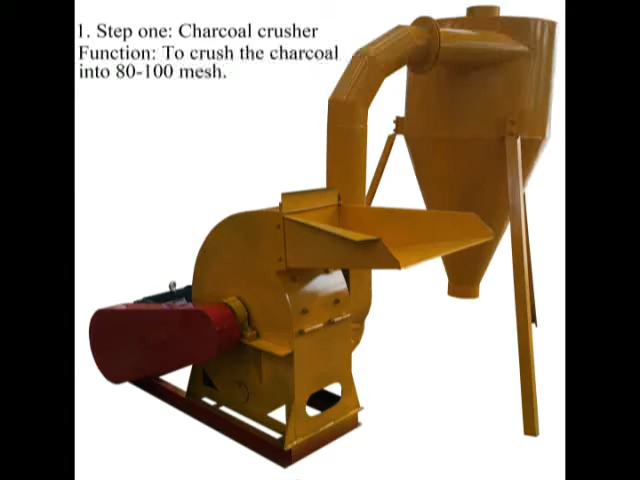 1. Step one: Charcoal crusher
Function: To crush the charcoal
into 80-100 mesh.